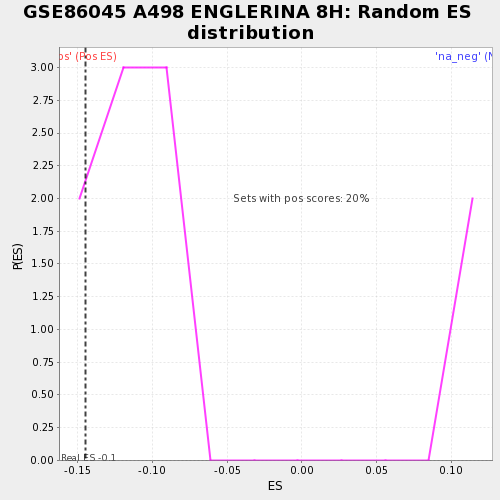 GSE86045 A498 ENGLERINA 8H: Random ES
distribution
os' (Pos ES)
'na_neg' (N
3.00
2.75
2.50
2.25
2.00
1.75
1.50
1.25
1.00
0.75
0.50
0.25
0.00
P(ES)
Sets with pos scores: 20%
Real ES -0.1
-0.15
-0.10
-0.05
0.00
0.05
0.10
ES